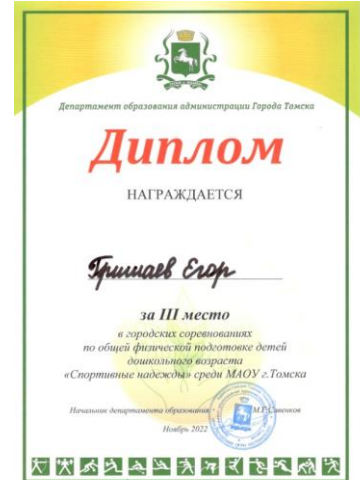 Департамент образования администрации Города Томска
Диплом
НАГРАЖДАЕТСЯ
Гришаев Егор
за III место
в городских соревнованиях
по общей физической подготовке детей
дошкольного возраста
«Спортивные надежды» среди МАОУ г.Томска
Начальник департамента образования М.Г.Савенков
Ноябрь 2022